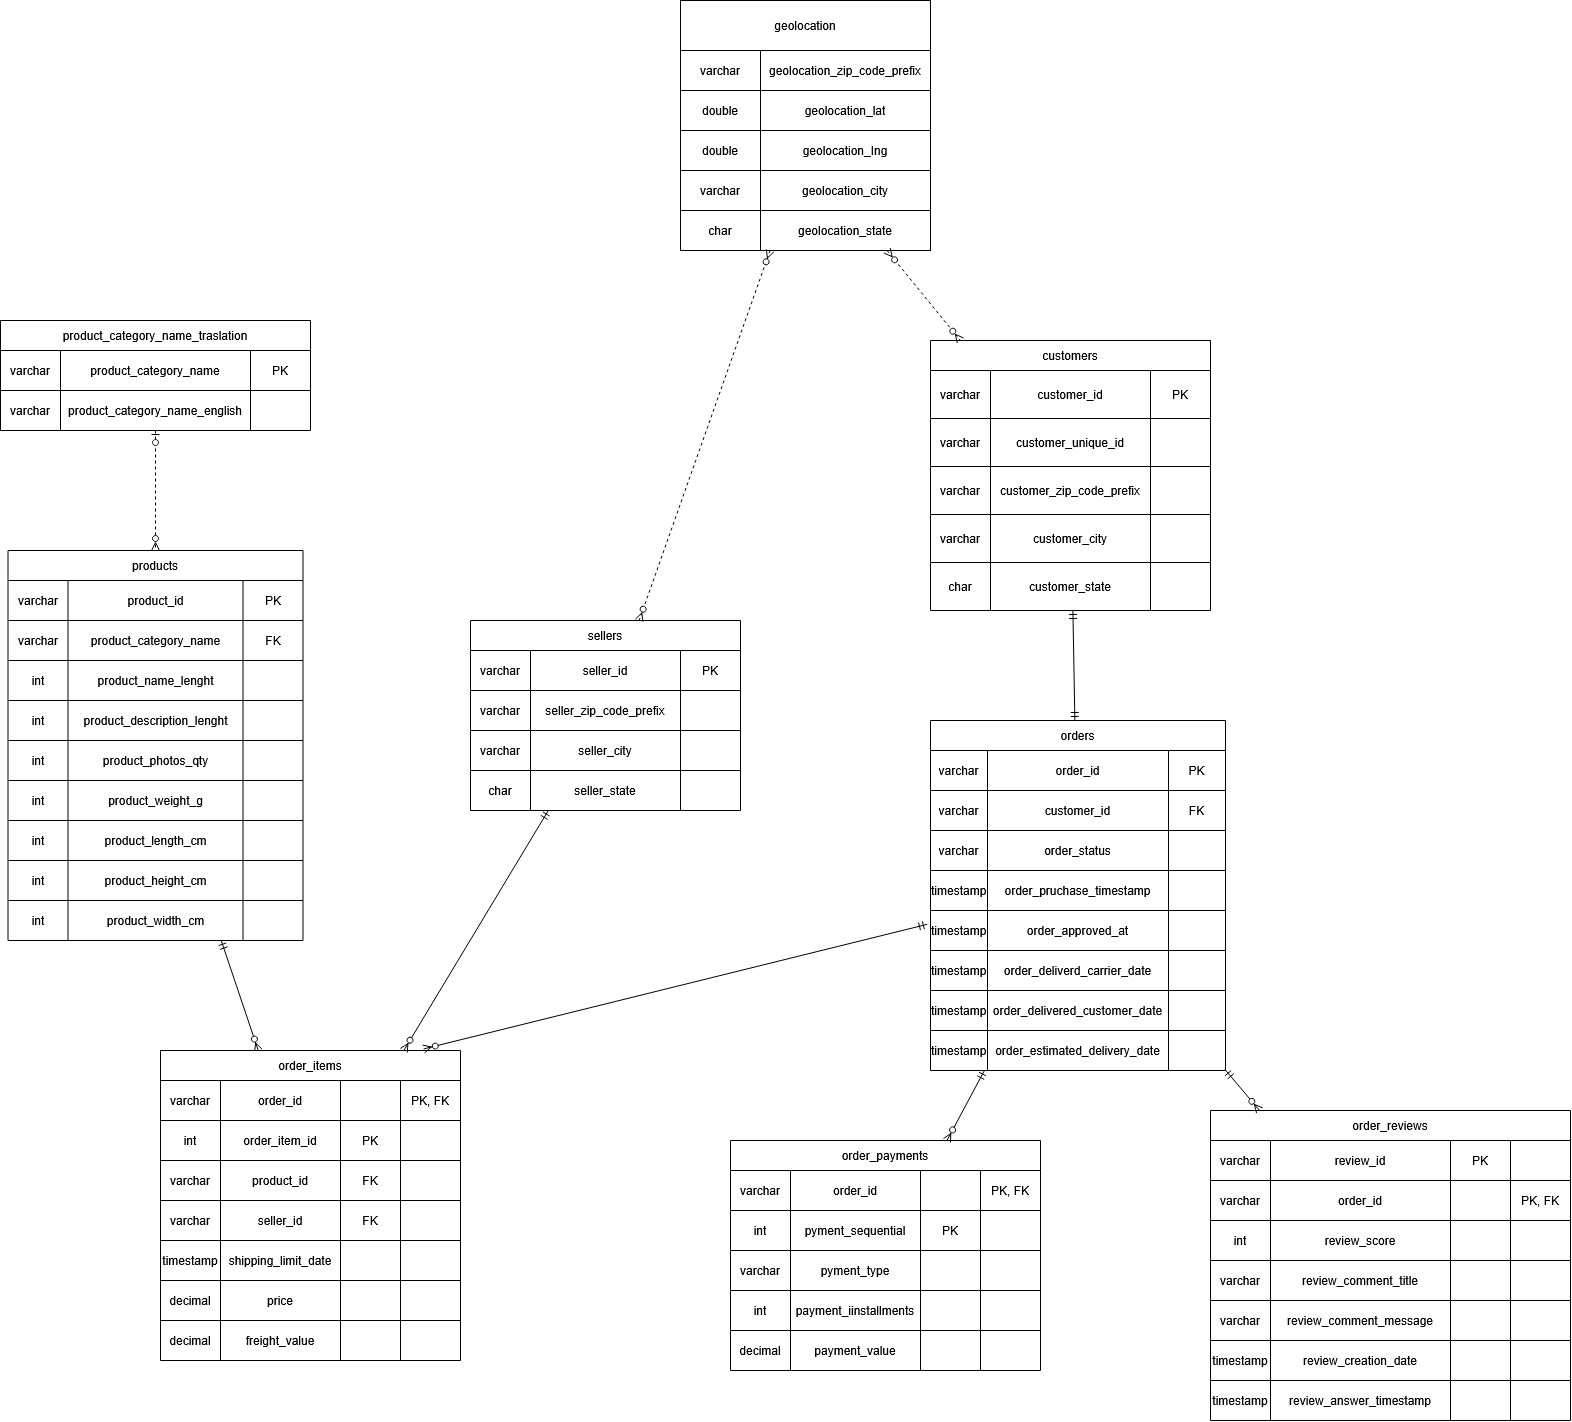 geolocation
varchar geolocation_zip_code_prefix
double geolocation_lat
double geolocation_lng
varchar geolocation_city
char geolocation_state
product_category_name_traslation
varchar product_category_name PK
varchar product_category_name_english
customers
varchar customer_id PK
varchar customer_unique_id
varchar customer_zip_code_prefix
varchar customer_city
char customer_state
products
varchar product_id PK
varchar product_category_name FK
int product_name_lenght
int product_description_lenght
int product_photos_qty
int product_weight_g
int product_length_cm
int product_height_cm
int product_width_cm
sellers
varchar seller_id PK
varchar seller_zip_code_prefix
varchar seller_city
char seller_state
orders
varchar order_id PK
varchar customer_id FK
varchar order_status
timestamp order_pruchase_timestamp
timestamp order_approved_at
timestamp order_deliverd_carrier_date
timestamp order_delivered_customer_date
timestamp order_estimated_delivery_date
order_items
varchar order_id PK, FK
int order_item_id PK
varchar product_id FK
varchar seller_id FK
timestamp shipping_limit_date
decimal price
decimal freight_value
order_payments
varchar order_id PK, FK
int pyment_sequential PK
varchar pyment_type
int payment_iinstallments
decimal payment_value
order_reviews
varchar review_id PK
varchar order_id PK, FK
int review_score
varchar review_comment_title
varchar review_comment_message
timestamp review_creation_date
timestamp review_answer_timestamp